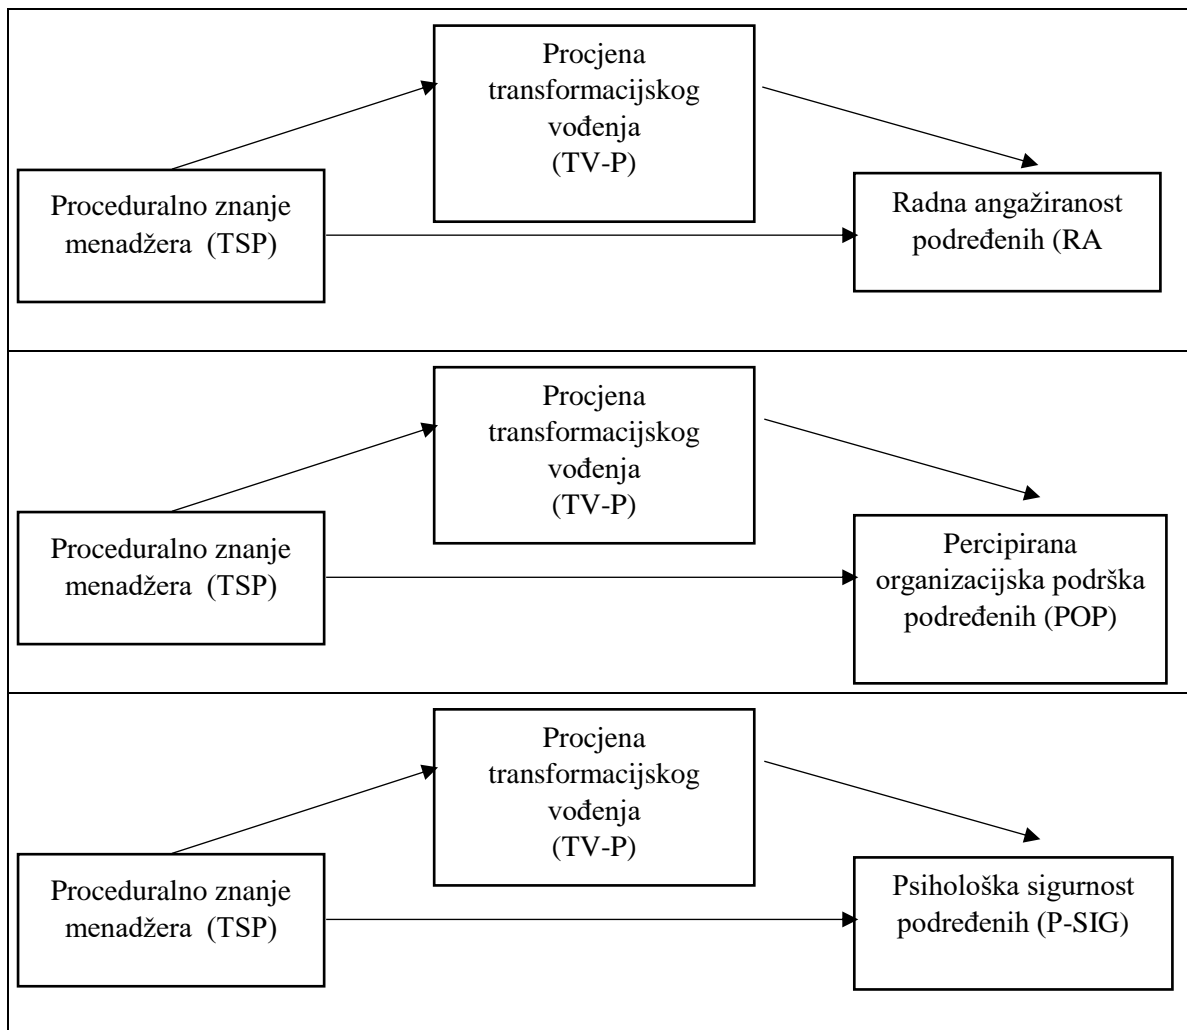 Procjena
transformacijskog
vođenja
(TV-P)
Proceduralno znanje
menadžera (TSP)
Radna angažiranost
podređenih (RA
Procjena
transformacijskog
vođenja
(TV-P)
Proceduralno znanje
menadžera (TSP)
Percipirana
organizacijska podrška
podređenih (POP)
Procjena
transformacijskog
vođenja
(TV-P)
Proceduralno znanje
menadžera (TSP)
Psihološka sigurnost
podređenih (P-SIG)